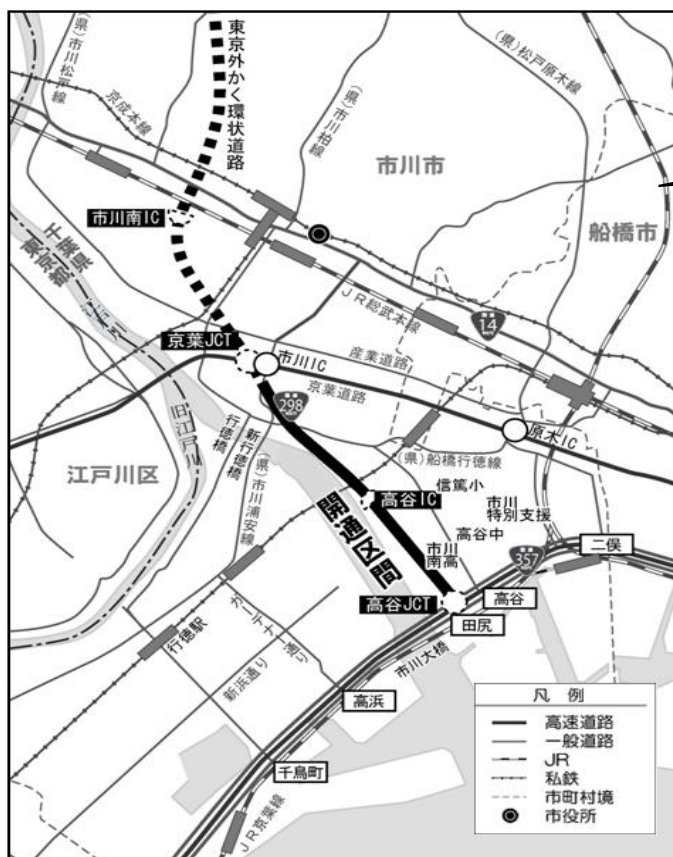 東京外かく環状道路
(県)市川松戸線
京成本線
(県)市川柏線
(県)松戸原木線
市川市
船橋市
市川南IC
千葉県
東京都
江戸川
JR総武本線
14
京葉JCT
市川IC
産業道路
京葉道路
298
原木IC
旧江戸川
行徳橋
新行徳橋
(県)市川浦安線
(県)船橋行徳線
江戸川区
開通区間
高谷IC
信篤小
市川
特別支援
高谷中
市川
南高
357
二俣
高谷JCT
高谷
田尻
行徳駅
ガーデナー通り
新浜通り
市川大橋
高浜
千鳥町
JR京葉線
凡 例
高速道路
一般道路
JR
私鉄
市町村境
市役所